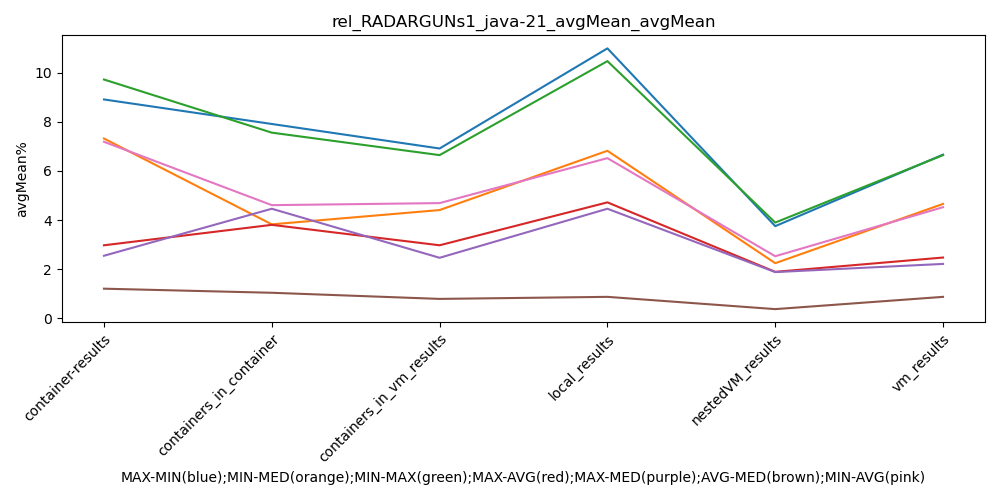 rel_RADARGUNs1_java-21_avgMean_avgMean
avgMean%
10
8
6
4
2
0
container-results
containers_in_container
containers_in_vm_results
local_results
nestedVM_results
vm_results
MAX-MIN(blue);MIN-MED(orange);MIN-MAX(green);MAX-AVG(red);MAX-MED(purple);AVG-MED(brown);MIN-AVG(pink)